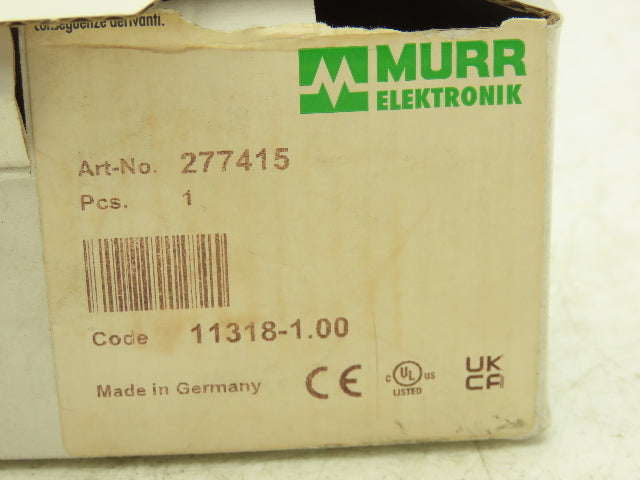 conseguenze derivanti.
MURR
ELEKTRONIK
Art-No. 277415
Pcs. 1
Code 11318-1.00
Made in Germany CE c UL US LISTED UK CA